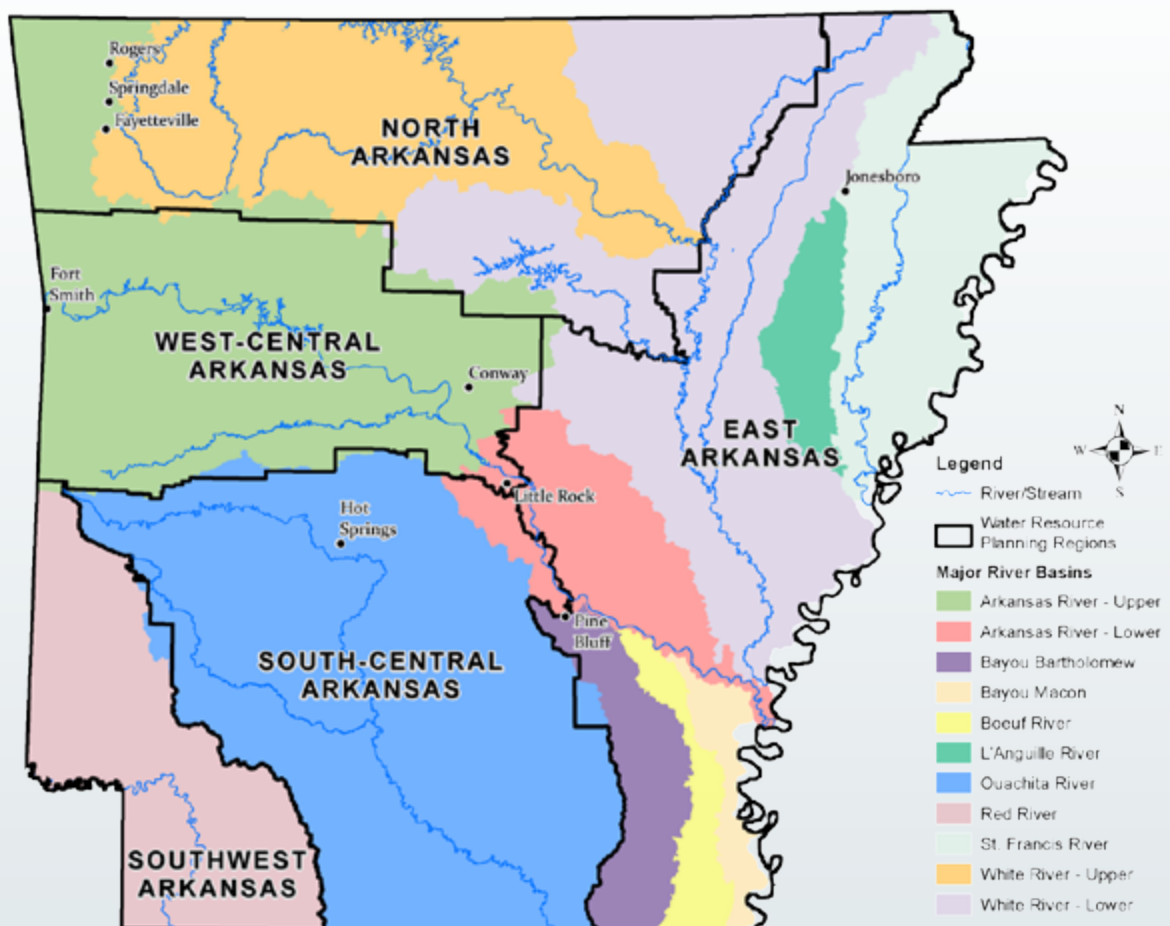 Rogers
Springdale
Fayetteville
NORTH
ARKANSAS
Jonesboro
Fort
Smith
WEST-CENTRAL
ARKANSAS
Conway
EAST
ARKANSAS
Little Rock
Hot
Springs
Pine
Bluff
SOUTH-CENTRAL
ARKANSAS
SOUTHWEST
ARKANSAS
N
W E
S
Legend
River/Stream
Water Resource
Planning Regions
Major River Basins
Arkansas River - Upper
Arkansas River - Lower
Bayou Bartholomew
Bayou Macon
Boeuf River
L'Anguille River
Ouachita River
Red River
St. Francis River
White River - Upper
White River - Lower